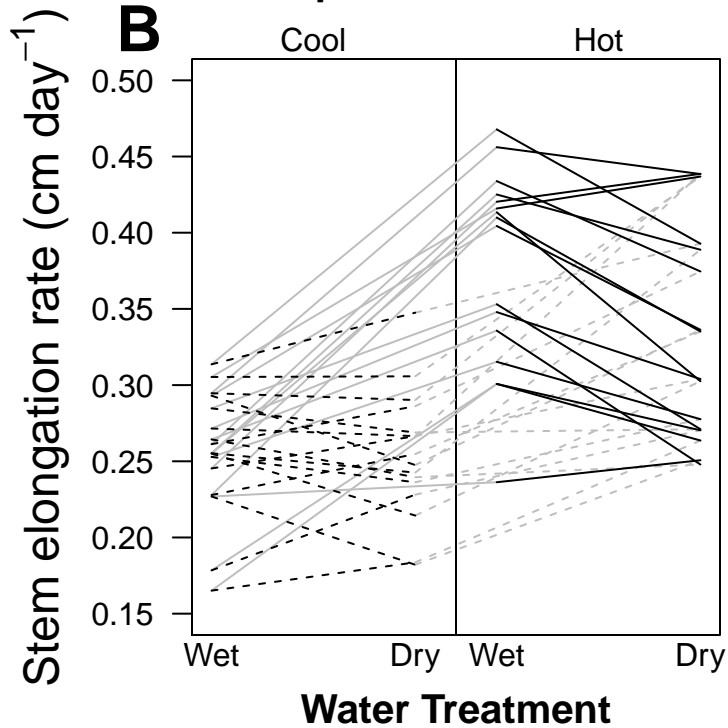 B
Cool Hot
Stem elongation rate (cm day⁻¹)
0.50
0.45
0.40
0.35
0.30
0.25
0.20
0.15
Wet Dry Wet Dry
Water Treatment